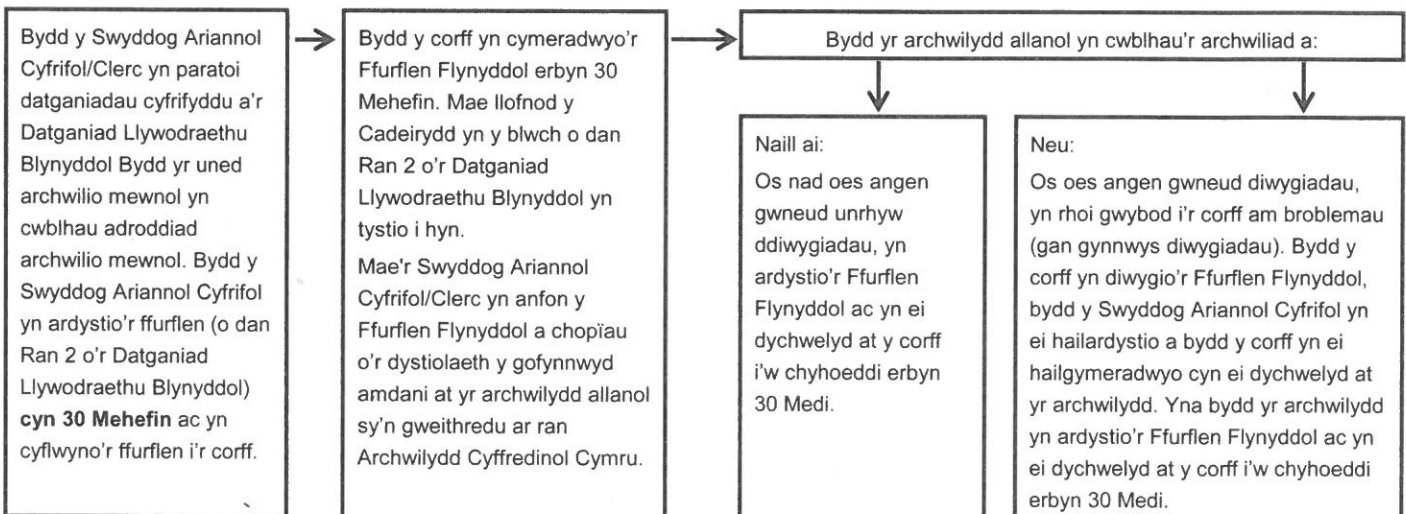 Bydd y Swyddog Ariannol
Cyfrifol/Clerc yn paratoi
datganiadau cyfrifyddu a'r
Datganiad Llywodraethu
Blynyddol Bydd yr uned
archwilio mewnol yn
cwblhau adroddiad
archwilio mewnol. Bydd y
Swyddog Ariannol Cyfrifol
yn ardystio'r ffurflen (o dan
Ran 2 o'r Datganiad
Llywodraethu Blynyddol)
cyn 30 Mehefin ac yn
cyflwyno'r ffurflen i'r corff.
Bydd y corff yn cymeradwyo'r
Ffurflen Flynyddol erbyn 30
Mehefin. Mae llofnod y
Cadeirydd yn y blwch o dan
Ran 2 o'r Datganiad
Llywodraethu Blynyddol yn
tystio i hyn.
Mae'r Swyddog Ariannol
Cyfrifol/Clerc yn anfon y
Ffurflen Flynyddol a chopïau
o'r dystiolaeth y gofynnwyd
amdani at yr archwilydd allanol
sy'n gweithredu ar ran
Archwilydd Cyffredinol Cymru.
Bydd yr archwilydd allanol yn cwblhau'r archwiliad a:
Naill ai:
Os nad oes angen
gwneud unrhyw
ddiwygiadau, yn
ardystio'r Ffurflen
Flynyddol ac yn ei
dychwelyd at y corff
i'w chyhoeddi erbyn
30 Medi.
Neu:
Os oes angen gwneud diwygiadau,
yn rhoi gwybod i'r corff am broblemau
(gan gynnwys diwygiadau). Bydd y
corff yn diwygio'r Ffurflen Flynyddol,
bydd y Swyddog Ariannol Cyfrifol yn
ei hailardystio a bydd y corff yn ei
hailgymeradwyo cyn ei dychwelyd at
yr archwilydd. Yna bydd yr archwilydd
yn ardystio'r Ffurflen Flynyddol ac yn
ei dychwelyd at y corff i'w chyhoeddi
erbyn 30 Medi.